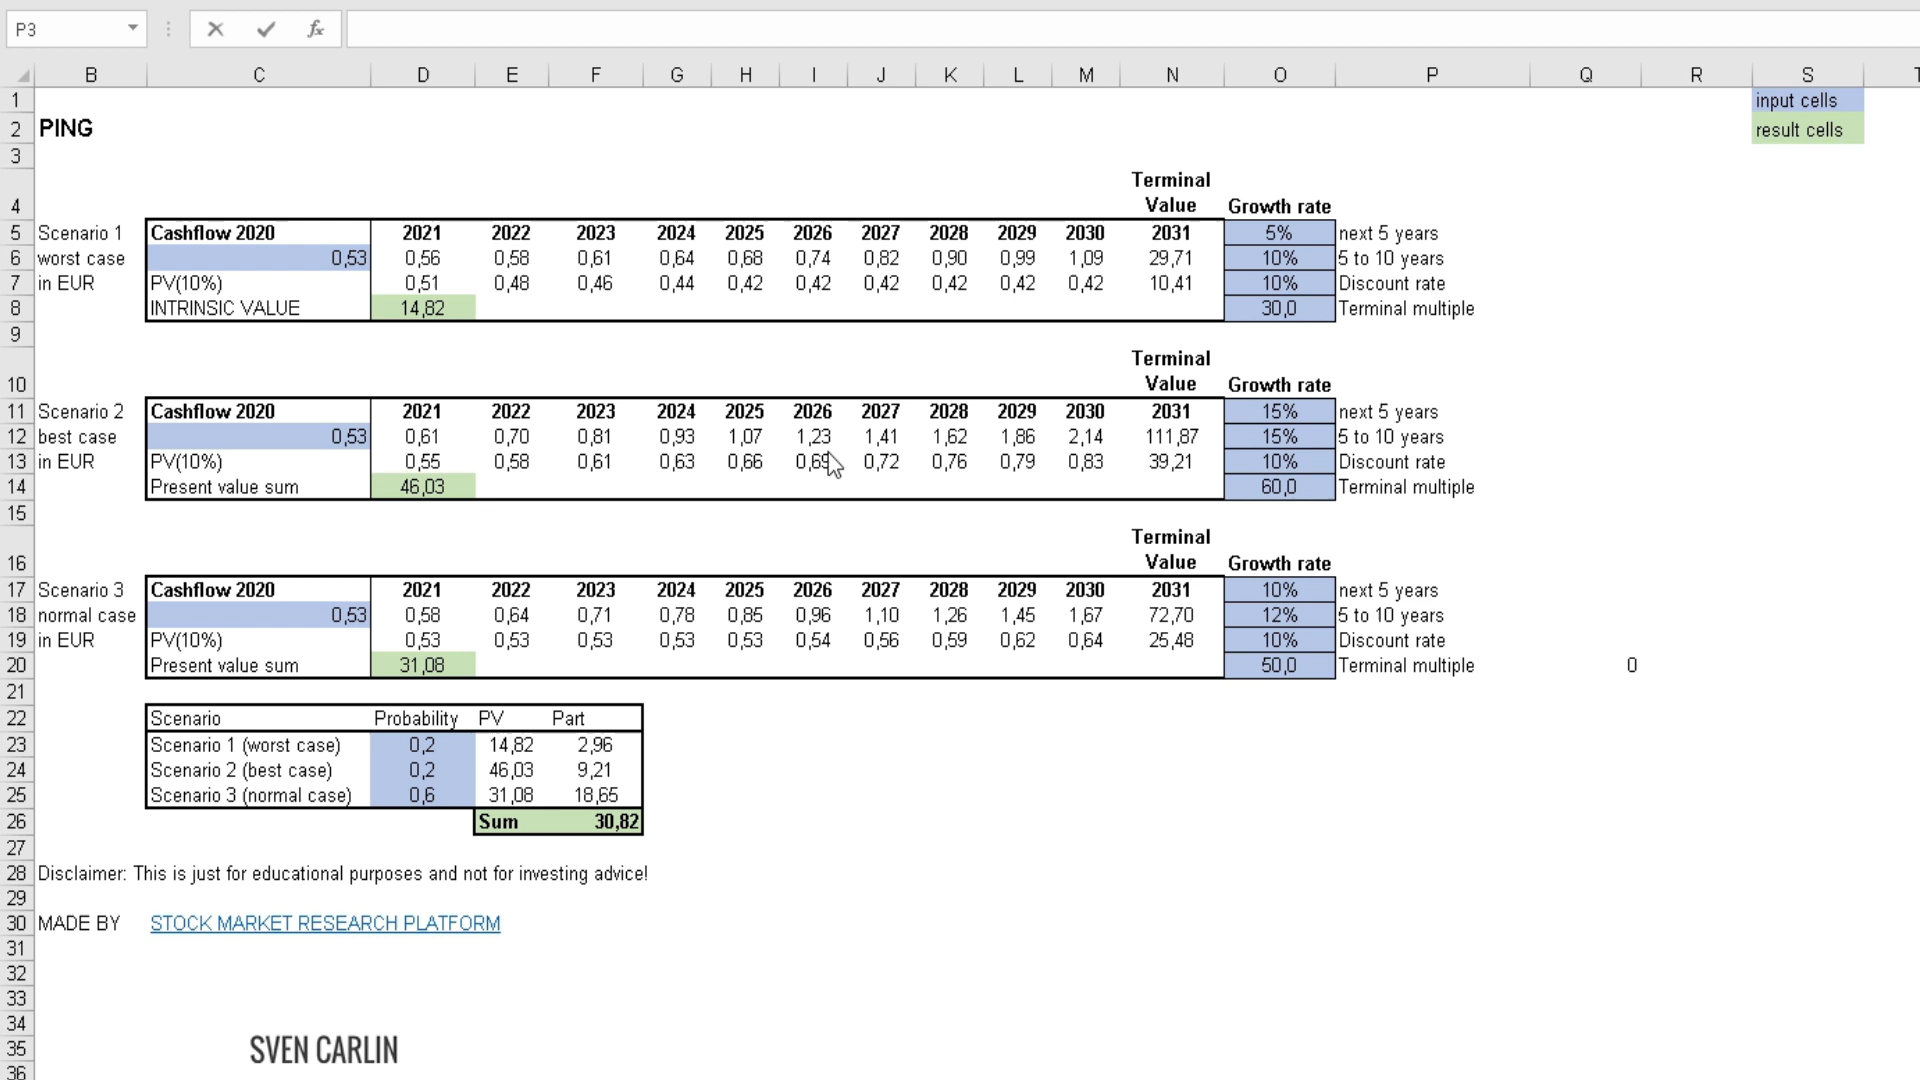 P3
fx
B C D E F G H I J K L M N O P Q R S T
1 input cells
2 PING result cells
3
Terminal
4 Value Growth rate
5 Scenario 1 Cashflow 2020 2021 2022 2023 2024 2025 2026 2027 2028 2029 2030 2031 5% next 5 years
6 worst case 0,53 0,56 0,58 0,61 0,64 0,68 0,74 0,82 0,90 0,99 1,09 29,71 10% 5 to 10 years
7 in EUR PV(10%) 0,51 0,48 0,46 0,44 0,42 0,42 0,42 0,42 0,42 0,42 10,41 10% Discount rate
8 INTRINSIC VALUE 14,82 30,0 Terminal multiple
9
Terminal
10 Value Growth rate
11 Scenario 2 Cashflow 2020 2021 2022 2023 2024 2025 2026 2027 2028 2029 2030 2031 15% next 5 years
12 best case 0,53 0,61 0,70 0,81 0,93 1,07 1,23 1,41 1,62 1,86 2,14 111,87 15% 5 to 10 years
13 in EUR PV(10%) 0,55 0,58 0,61 0,63 0,66 0,69 0,72 0,76 0,79 0,83 39,21 10% Discount rate
14 Present value sum 46,03 60,0 Terminal multiple
15
Terminal
16 Value Growth rate
17 Scenario 3 Cashflow 2020 2021 2022 2023 2024 2025 2026 2027 2028 2029 2030 2031 10% next 5 years
18 normal case 0,53 0,58 0,64 0,71 0,78 0,85 0,96 1,10 1,26 1,45 1,67 72,70 12% 5 to 10 years
19 in EUR PV(10%) 0,53 0,53 0,53 0,53 0,53 0,54 0,56 0,59 0,62 0,64 25,48 10% Discount rate
20 Present value sum 31,08 50,0 Terminal multiple 0
21
22 Scenario Probability PV Part
23 Scenario 1 (worst case) 0,2 14,82 2,96
24 Scenario 2 (best case) 0,2 46,03 9,21
25 Scenario 3 (normal case) 0,6 31,08 18,65
26 Sum 30,82
27
28 Disclaimer: This is just for educational purposes and not for investing advice!
29
30 MADE BY STOCK MARKET RESEARCH PLATFORM
31
32
33
34
35 SVEN CARLIN
36